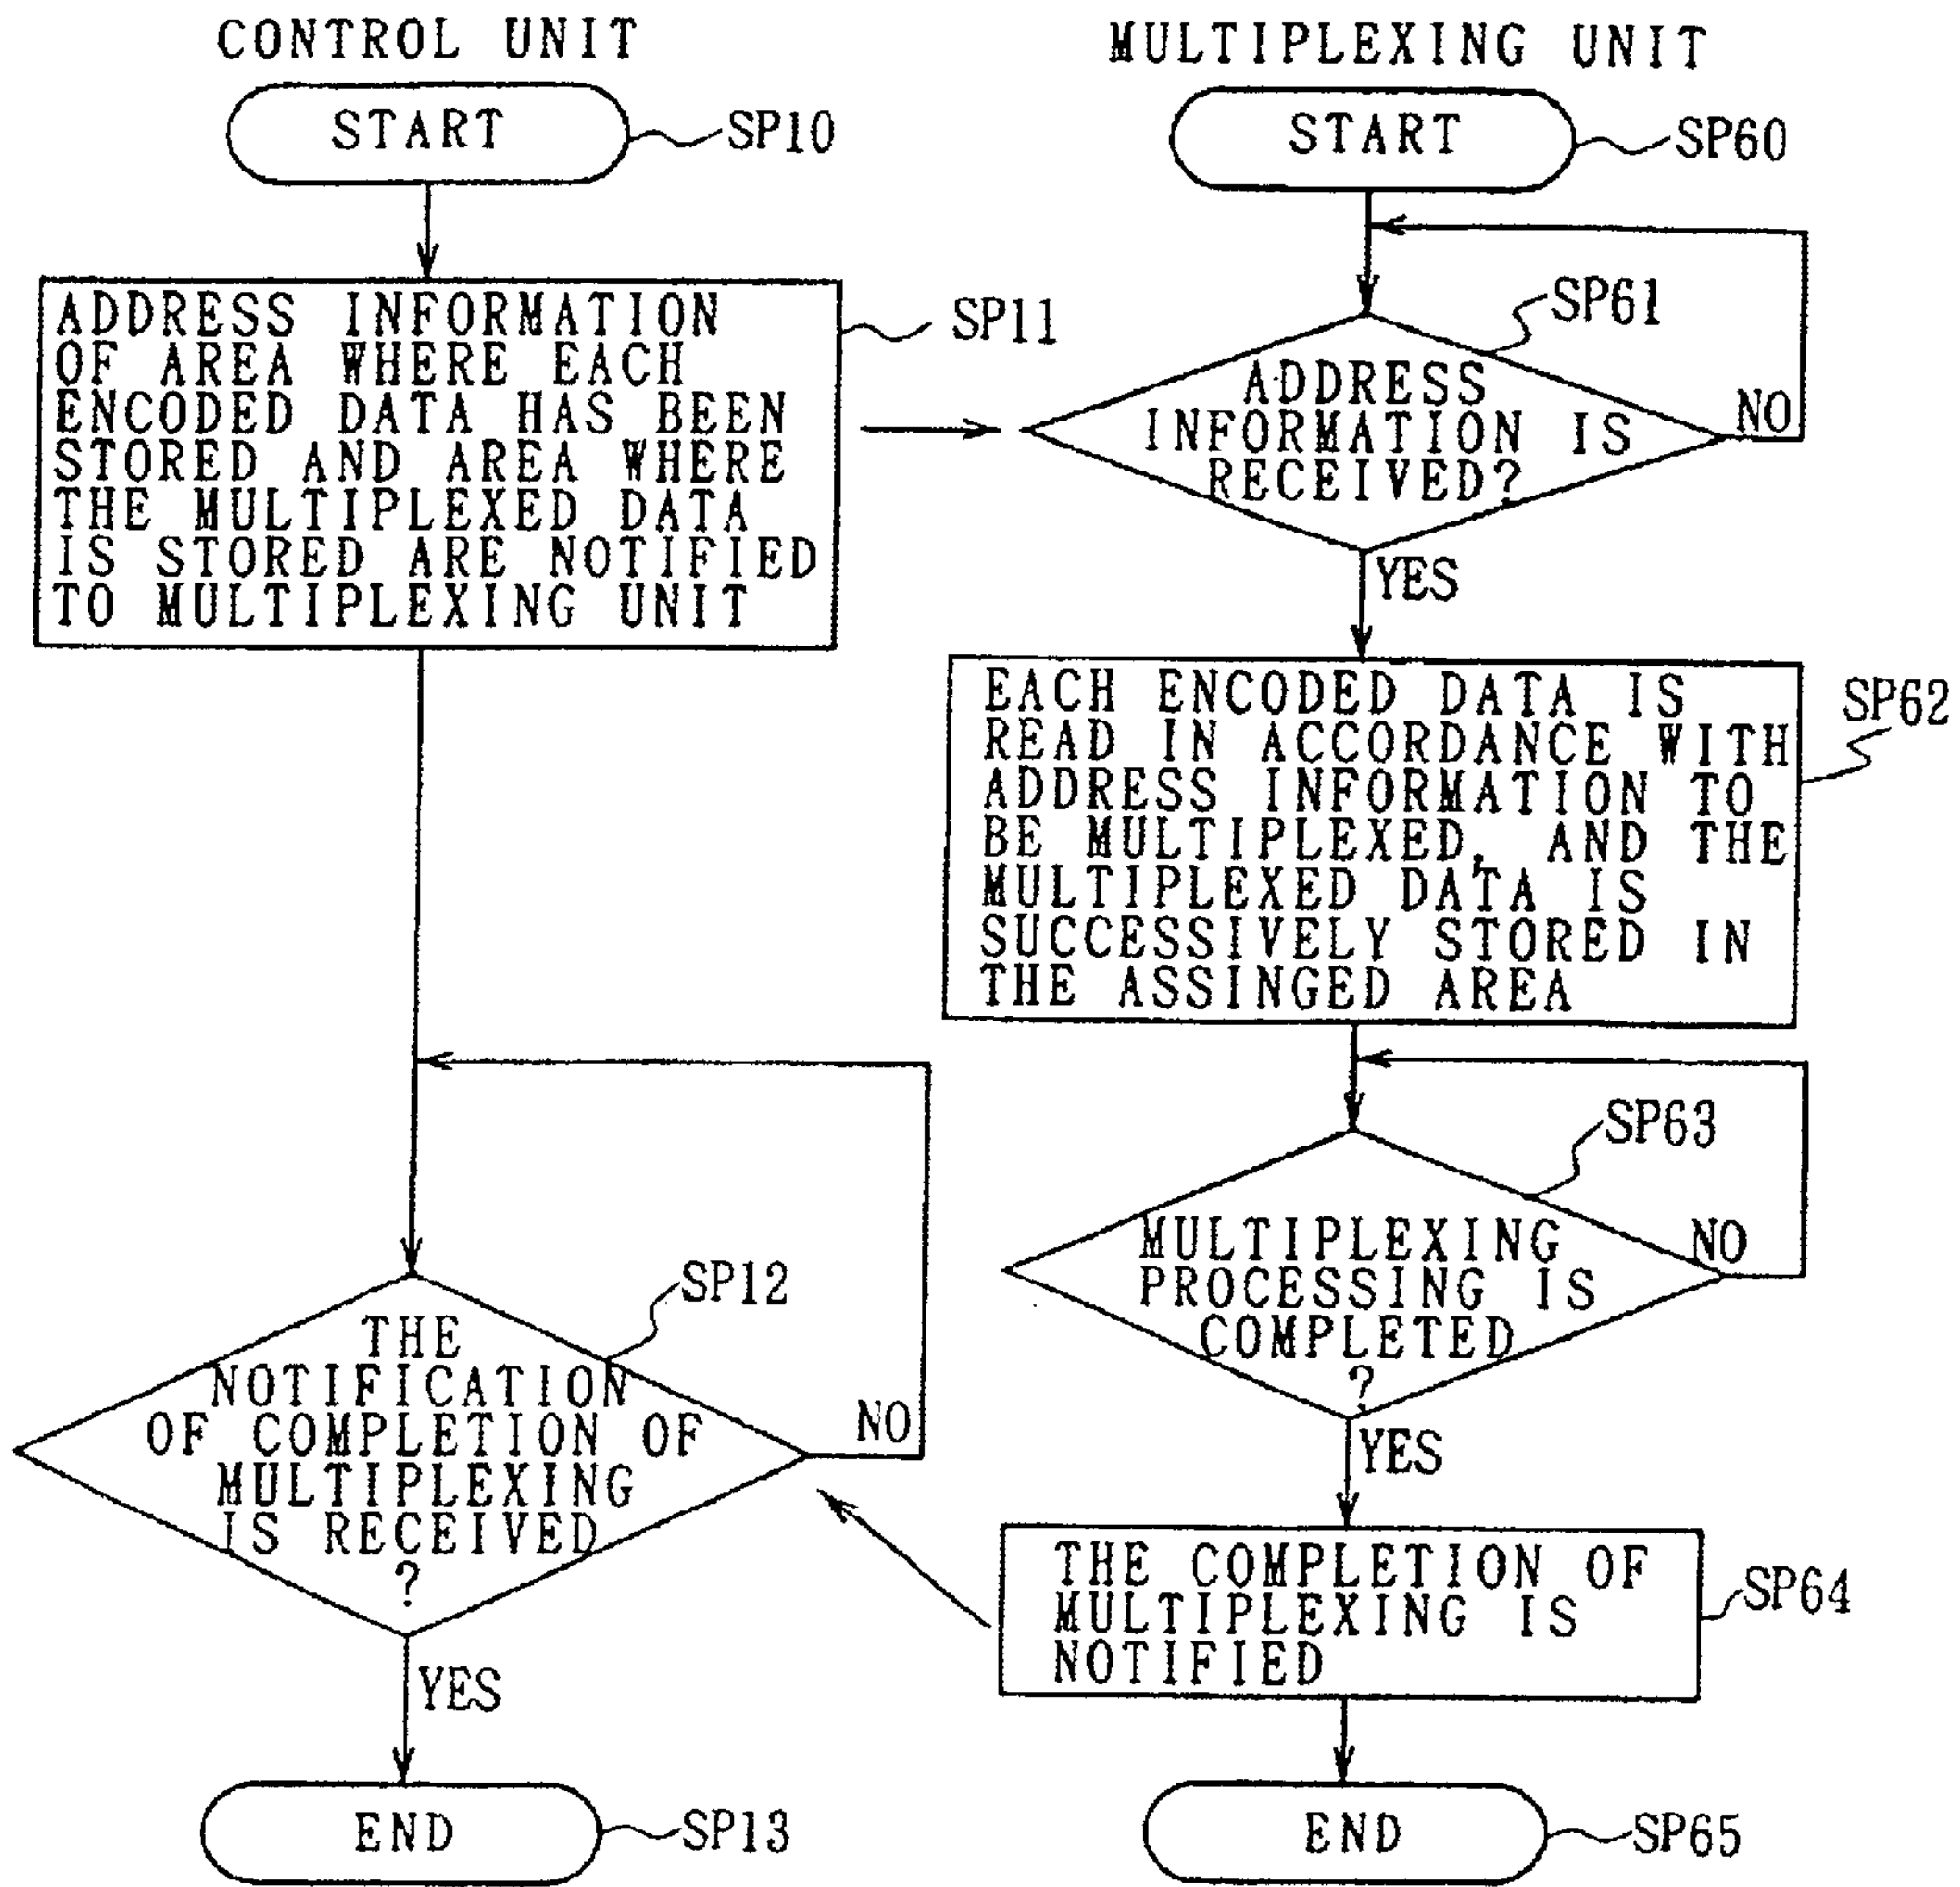 CONTROL UNIT
START
SP10
ADDRESS INFORMATION
OF AREA WHERE EACH
ENCODED DATA HAS BEEN
STORED AND AREA WHERE
THE MULTIPLEXED DATA
IS STORED ARE NOTIFIED
TO MULTIPLEXING UNIT
SP11
THE
NOTIFICATION
OF COMPLETION OF
MULTIPLEXING
IS RECEIVED
?
SP12
NO
YES
END
SP13
MULTIPLEXING UNIT
START
SP60
ADDRESS
INFORMATION IS
RECEIVED?
SP61
NO
YES
EACH ENCODED DATA IS
READ IN ACCORDANCE WITH
ADDRESS INFORMATION TO
BE MULTIPLEXED, AND THE
MULTIPLEXED DATA IS
SUCCESSIVELY STORED IN
THE ASSINGED AREA
SP62
MULTIPLEXING
PROCESSING IS
COMPLETED
?
SP63
NO
YES
THE COMPLETION OF
MULTIPLEXING IS
NOTIFIED
SP64
END
SP65